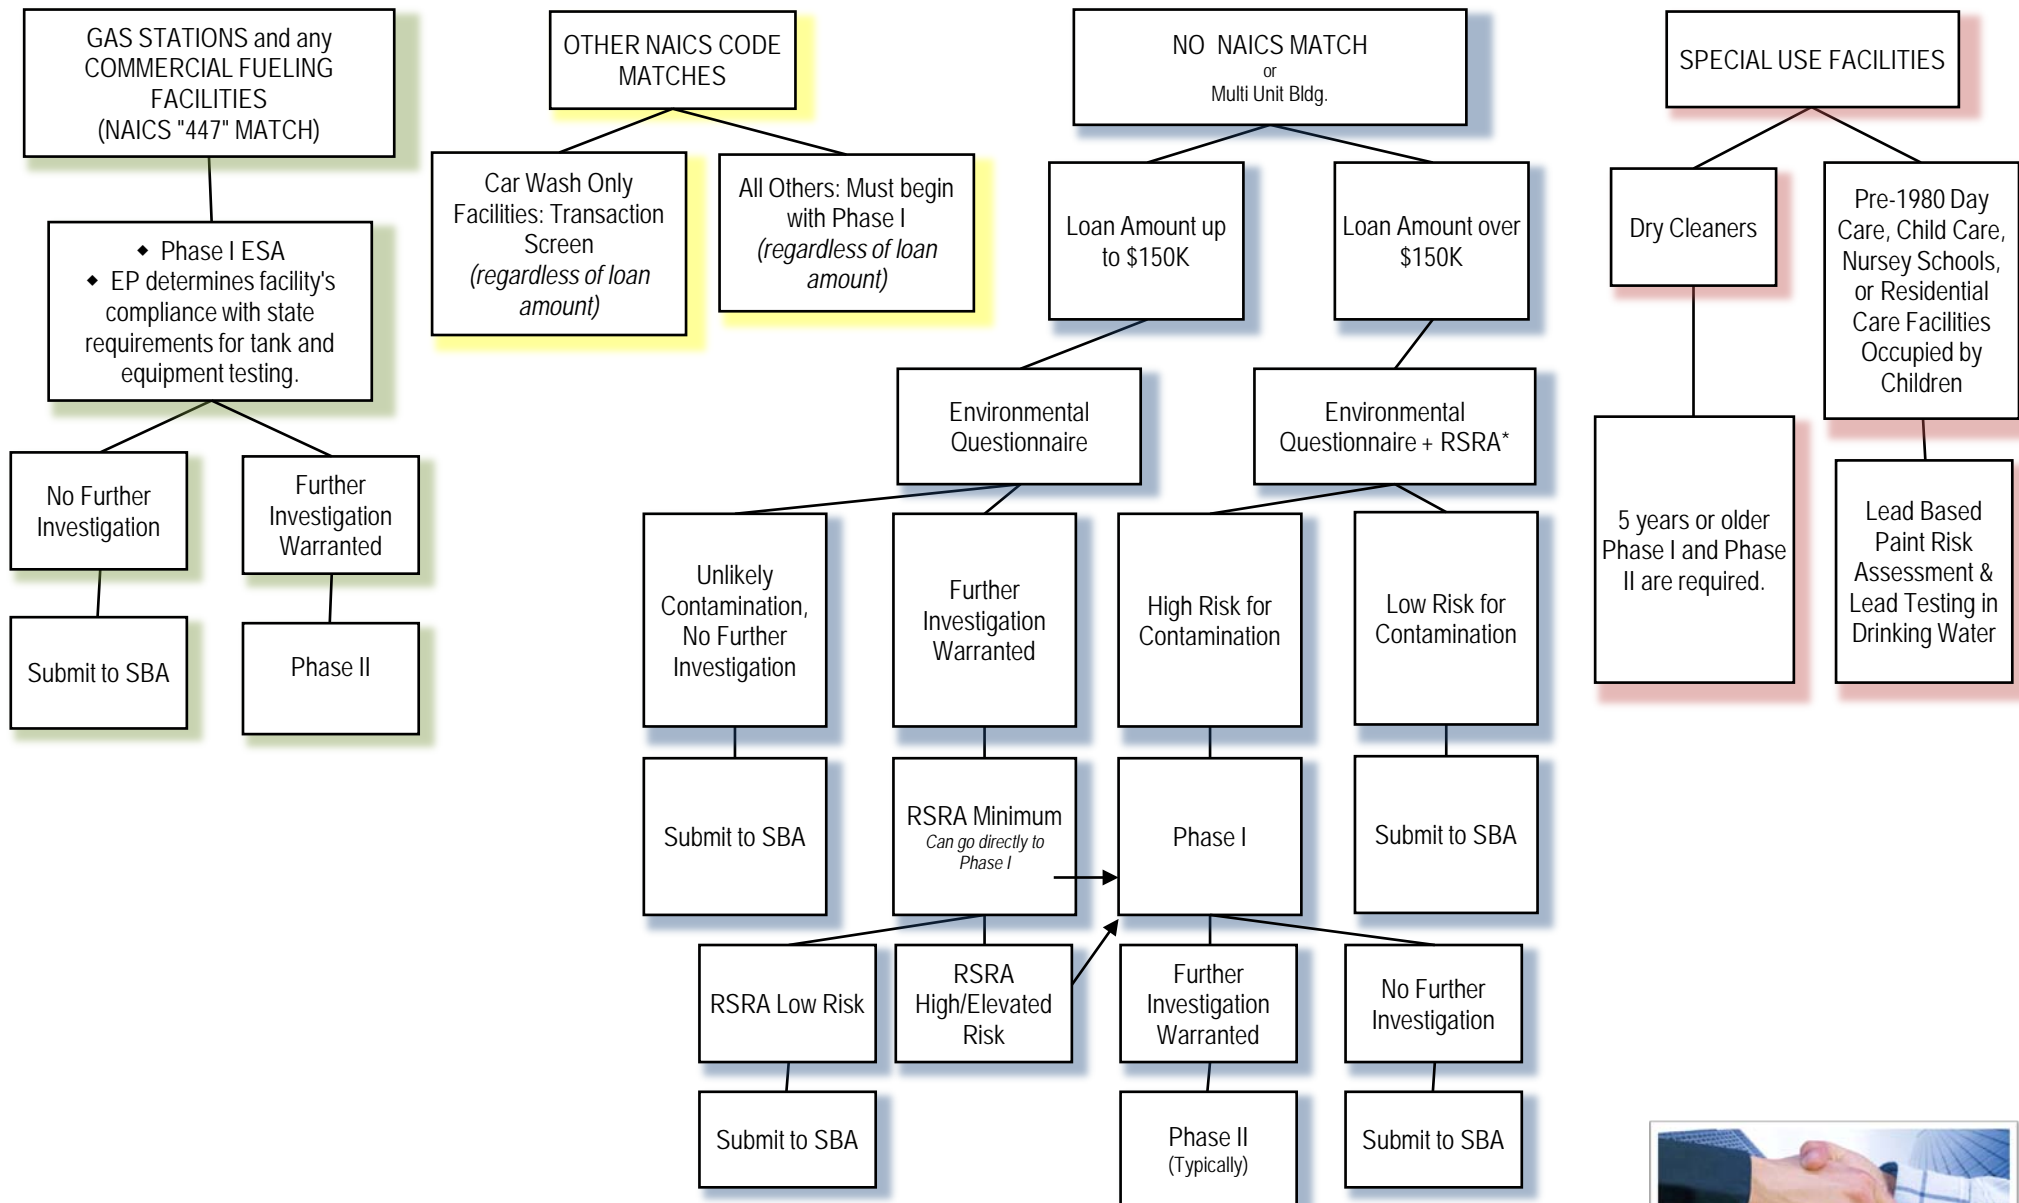 GAS STATIONS and any
COMMERCIAL FUELING
FACILITIES
(NAICS "447" MATCH)
◆ Phase I ESA
◆ EP determines facility's
compliance with state
requirements for tank and
equipment testing.
No Further
Investigation
Further
Investigation
Warranted
Submit to SBA
Phase II
OTHER NAICS CODE
MATCHES
Car Wash Only
Facilities: Transaction
Screen
(regardless of loan
amount)
All Others: Must begin
with Phase I
(regardless of loan
amount)
NO NAICS MATCH
or
Multi Unit Bldg.
Loan Amount up
to $150K
Loan Amount over
$150K
Environmental
Questionnaire
Environmental
Questionnaire + RSRA*
Unlikely
Contamination,
No Further
Investigation
Further
Investigation
Warranted
High Risk for
Contamination
Low Risk for
Contamination
Submit to SBA
RSRA Minimum
Can go directly to
Phase I
Phase I
Submit to SBA
RSRA Low Risk
RSRA
High/Elevated
Risk
Further
Investigation
Warranted
No Further
Investigation
Submit to SBA
Phase II
(Typically)
Submit to SBA
SPECIAL USE FACILITIES
Dry Cleaners
Pre-1980 Day
Care, Child Care,
Nursey Schools,
or Residential
Care Facilities
Occupied by
Children
5 years or older
Phase I and Phase
II are required.
Lead Based
Paint Risk
Assessment &
Lead Testing in
Drinking Water